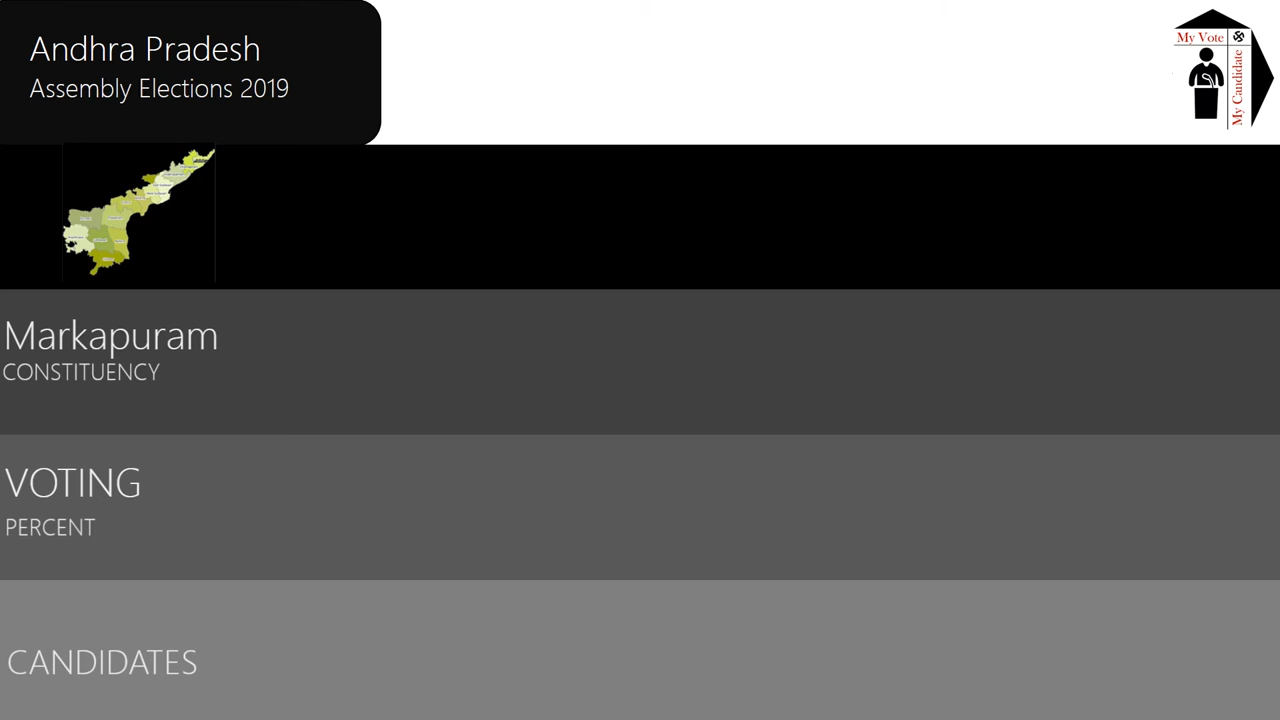 Andhra Pradesh
Assembly Elections 2019
My Vote
My Candidate
Markapuram
CONSTITUENCY
VOTING
PERCENT
CANDIDATES